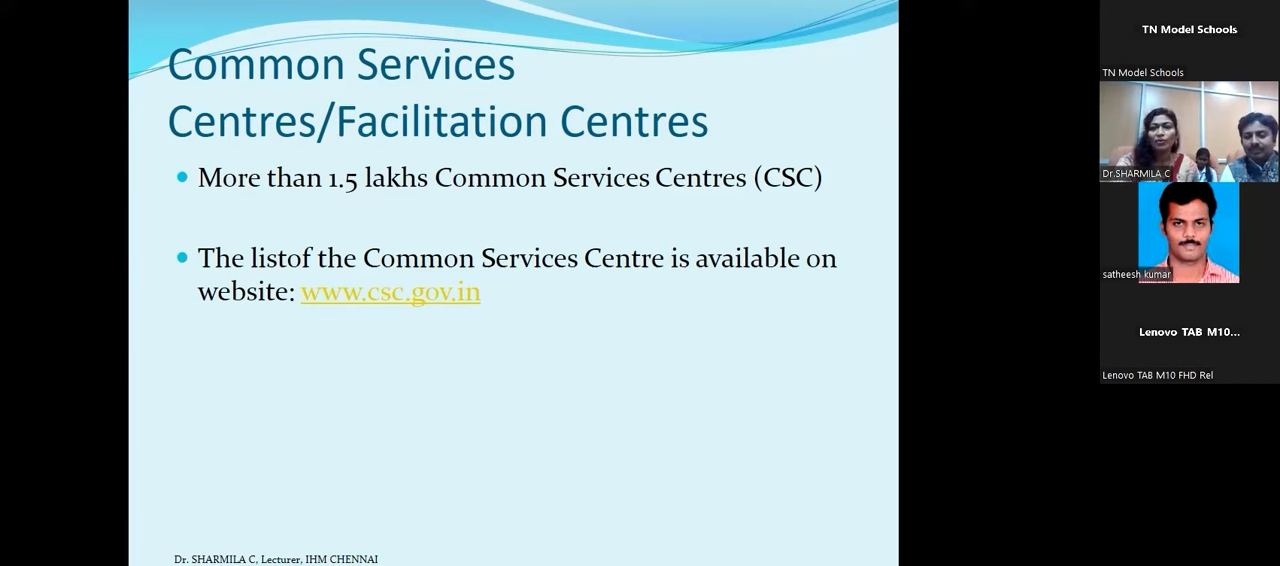 Common Services
Centres/Facilitation Centres
More than 1.5 lakhs Common Services Centres (CSC)
The listof the Common Services Centre is available on
website: www.csc.gov.in
Dr. SHARMILA C, Lecturer, IHM CHENNAI
TN Model Schools
TN Model Schools
Dr.SHARMILA C
satheesh kumar
Lenovo TAB M10...
Lenovo TAB M10 FHD Rel